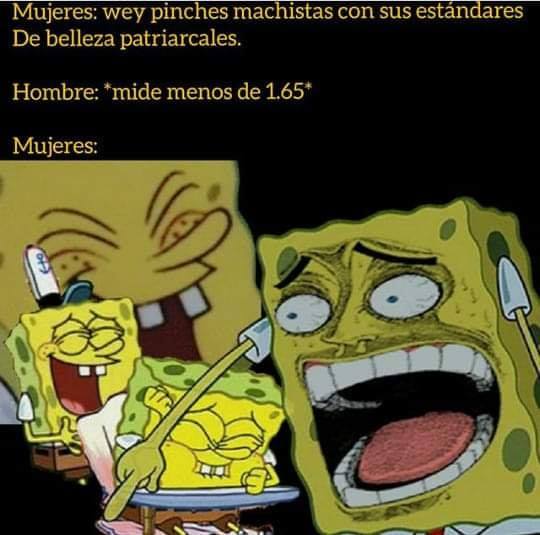 Mujeres: wey pinches machistas con sus estándares
De belleza patriarcales.
Hombre: *mide menos de 1.65*
Mujeres: